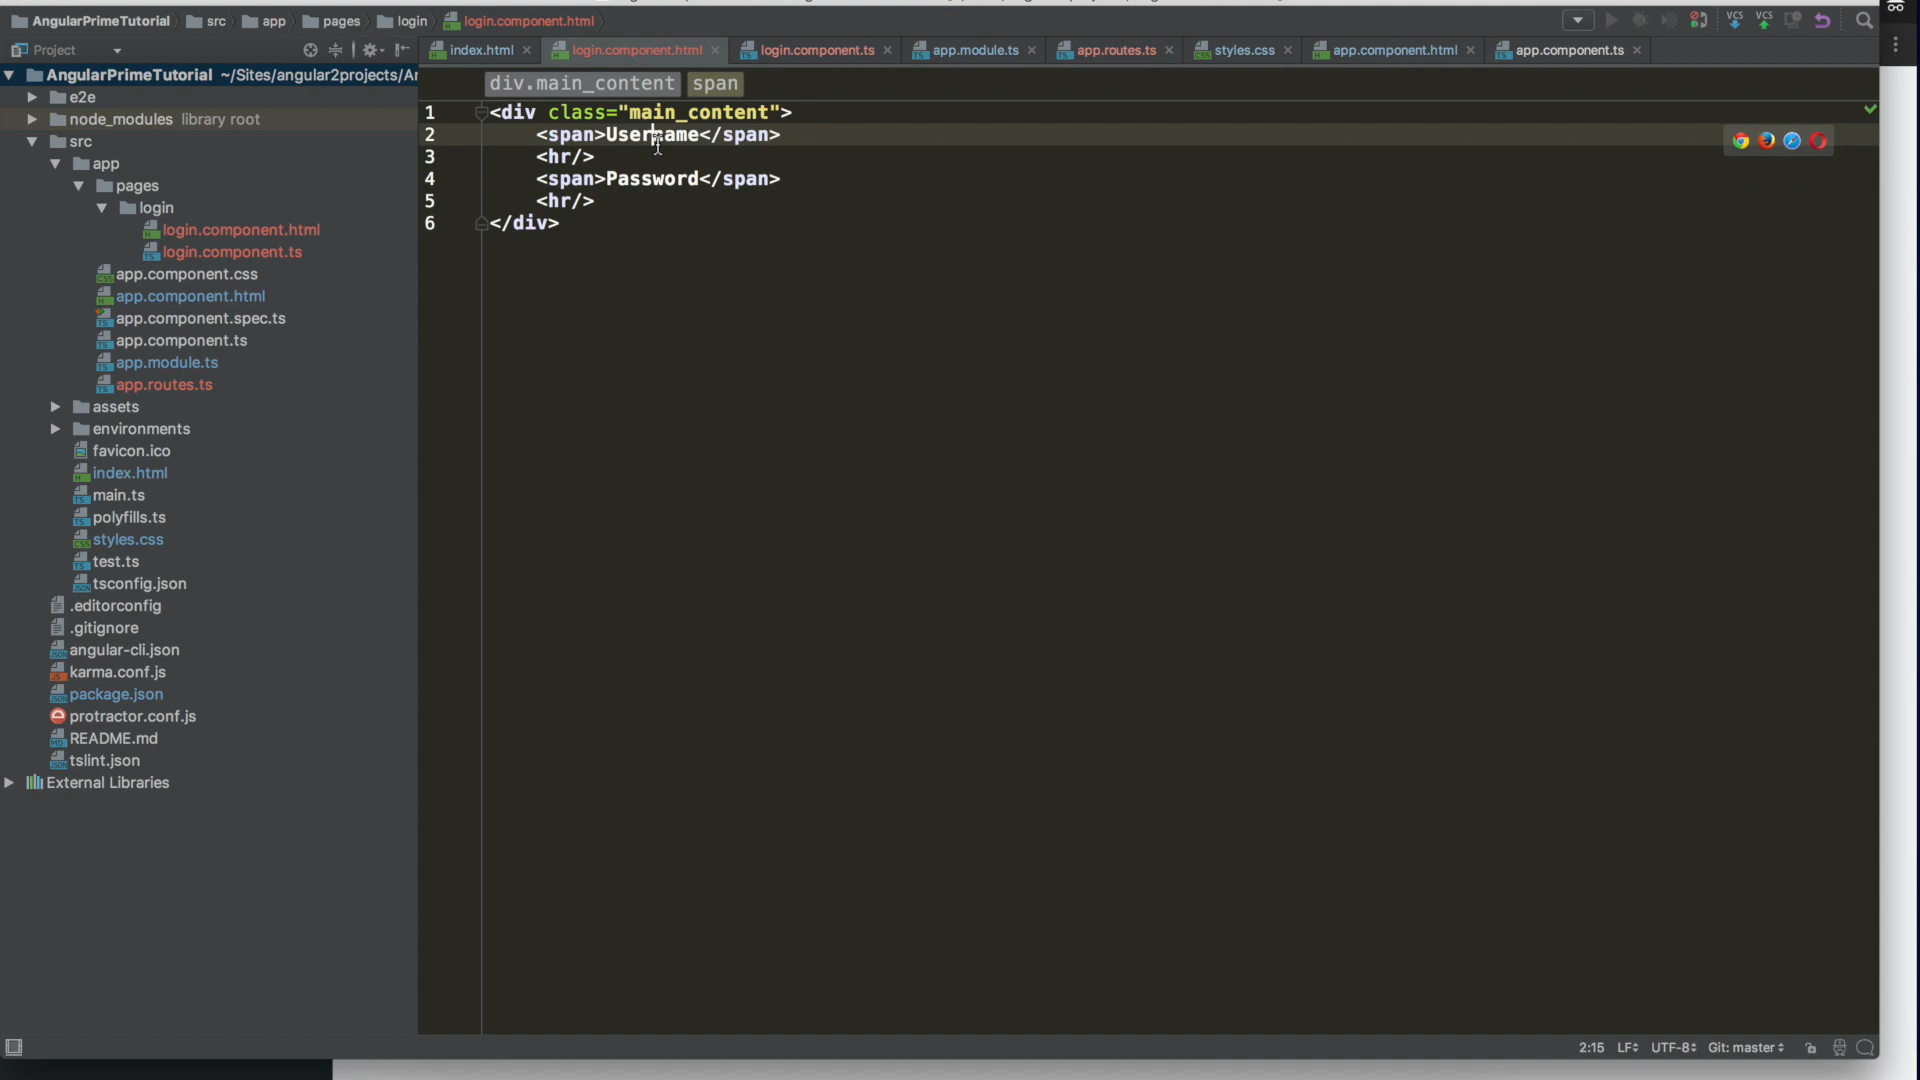 AngularPrimeTutorial src app pages login login.component.html
VCS VCS
Project
index.html login.component.html login.component.ts app.module.ts app.routes.ts styles.css app.component.html app.component.ts
AngularPrimeTutorial ~/Sites/angular2projects/Ar
e2e
node_modules library root
src
app
pages
login
login.component.html
login.component.ts
app.component.css
app.component.html
app.component.spec.ts
app.component.ts
app.module.ts
app.routes.ts
assets
environments
favicon.ico
index.html
main.ts
polyfills.ts
styles.css
test.ts
tsconfig.json
.editorconfig
.gitignore
angular-cli.json
karma.conf.js
package.json
protractor.conf.js
README.md
tslint.json
External Libraries
div.main_content span
1 <div class="main_content">
2 <span>Username</span>
3 <hr/>
4 <span>Password</span>
5 <hr/>
6 </div>
2:15 LF UTF-8 Git: master